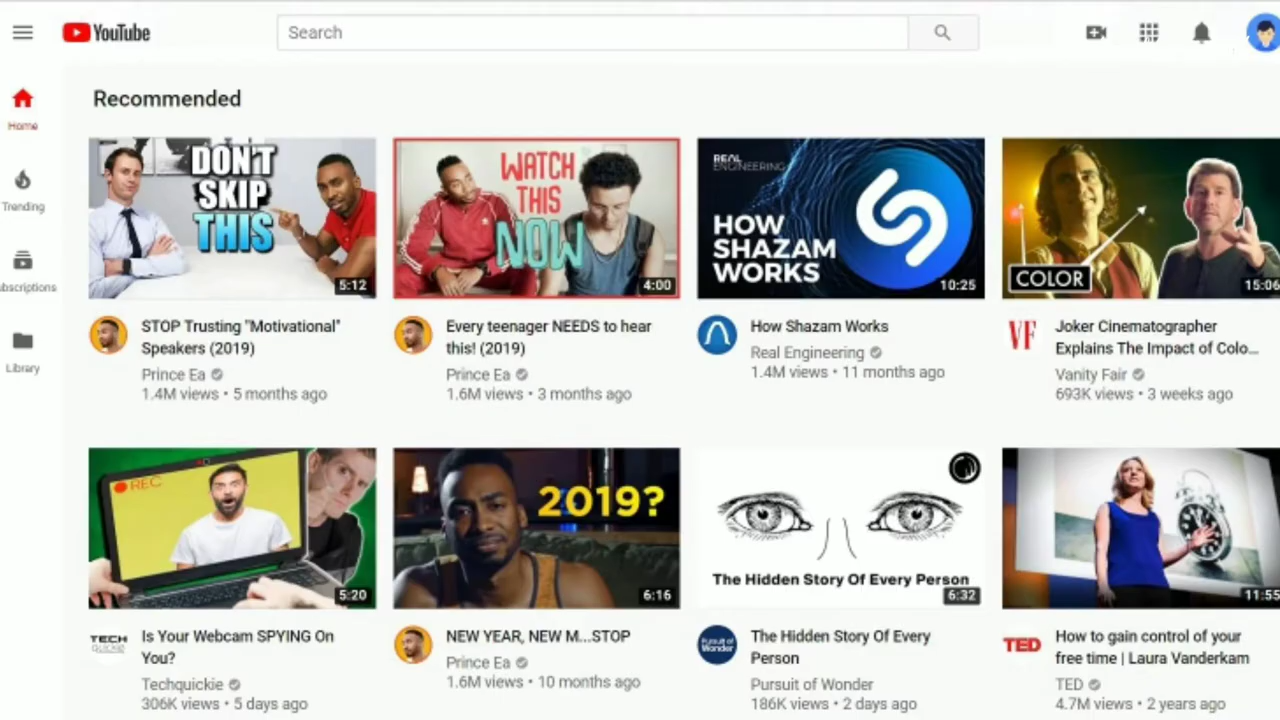 YouTube
Search
Home
Trending
bscriptions
Library
Recommended
DON'T
SKIP
THIS
5:12
WATCH
THIS
NOW
4:00
REAL
ENGINEERING
HOW
SHAZAM
WORKS
10:25
COLOR
15:06
STOP Trusting "Motivational"
Speakers (2019)
Prince Ea
1.4M views • 5 months ago
Every teenager NEEDS to hear
this! (2019)
Prince Ea
1.6M views • 3 months ago
How Shazam Works
Real Engineering
1.4M views • 11 months ago
VF
Joker Cinematographer
Explains The Impact of Colo...
Vanity Fair
693K views • 3 weeks ago
REC
5:20
2019?
6:16
The Hidden Story Of Every Person
6:32
11:55
TECH
quickie
Is Your Webcam SPYING On
You?
Techquickie
306K views • 5 days ago
NEW YEAR, NEW M...STOP
Prince Ea
1.6M views • 10 months ago
Pursuit of
Wonder
The Hidden Story Of Every
Person
Pursuit of Wonder
186K views • 2 days ago
TED
How to gain control of your
free time | Laura Vanderkam
TED
4.7M views • 2 years ago